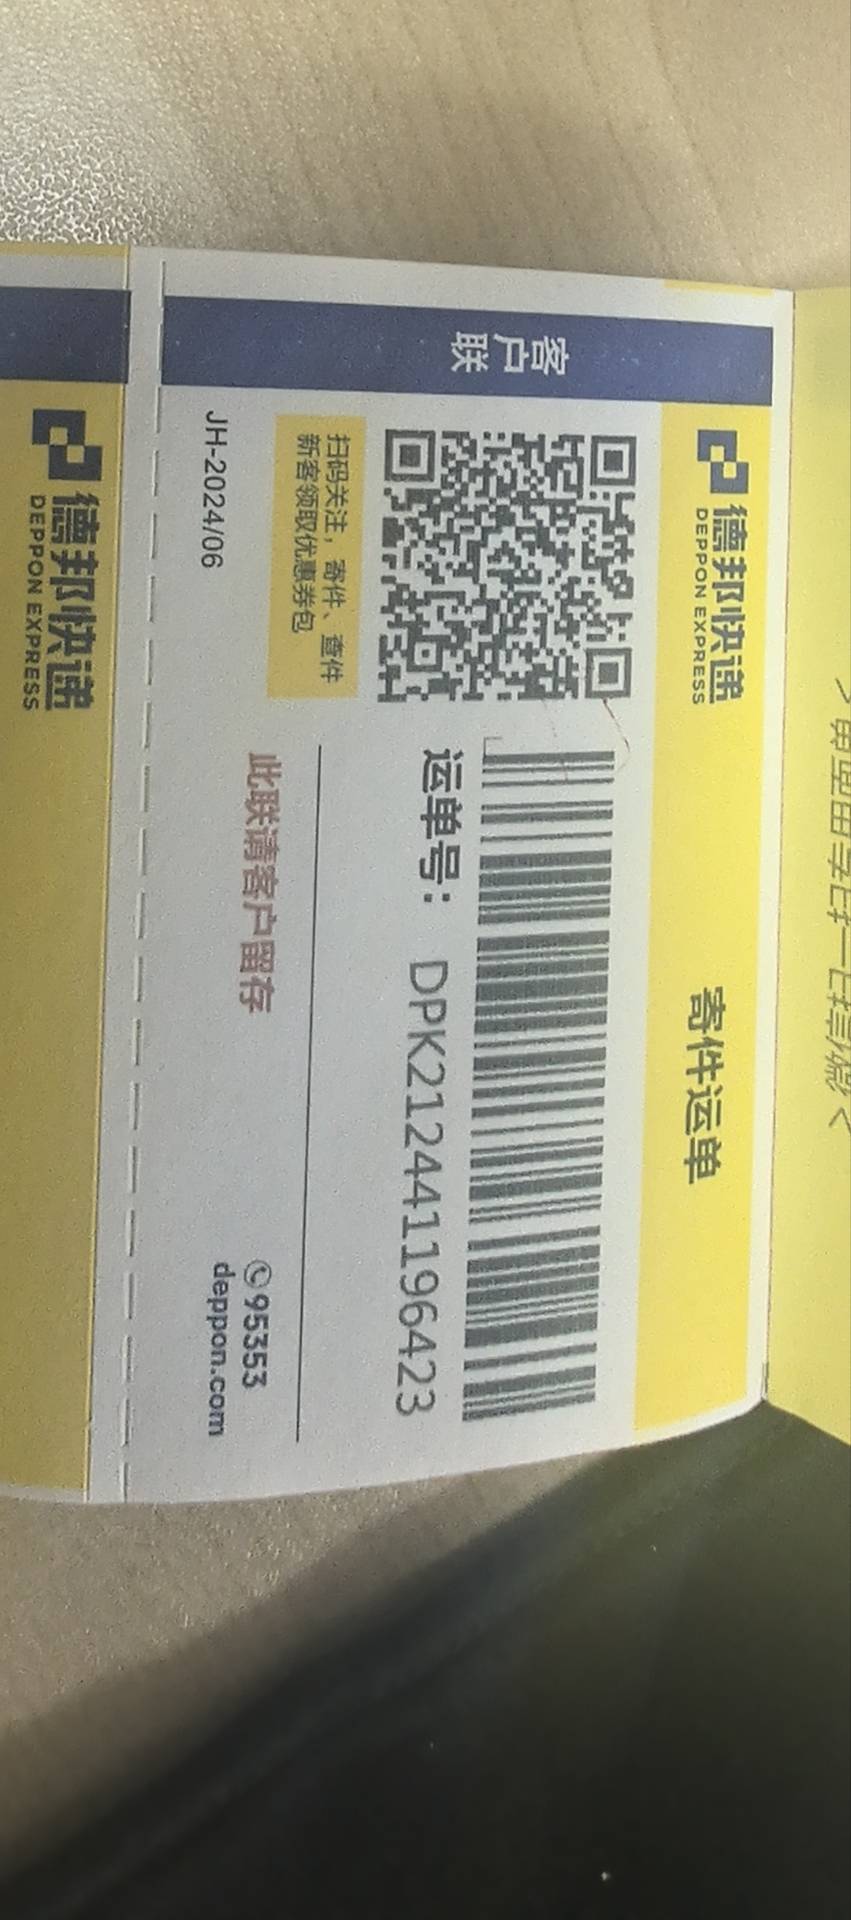 德邦快递
DEPPON EXPRESS
寄件运单
客户联
运单号： DPK212441196423
扫码关注，寄件、查件
新客领取优惠券包
此联请客户留存
JH-2024/06
95353
deppon.com
德邦快递
DEPPON EXPRESS